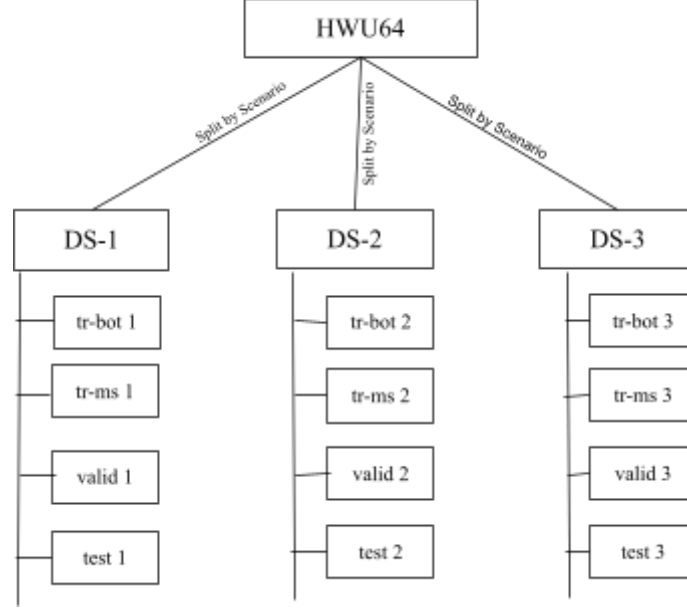 HWU64
Split by Scenario
Split by Scenario
Split by Scenario
DS-1
DS-2
DS-3
tr-bot 1
tr-ms 1
valid 1
test 1
tr-bot 2
tr-ms 2
valid 2
test 2
tr-bot 3
tr-ms 3
valid 3
test 3